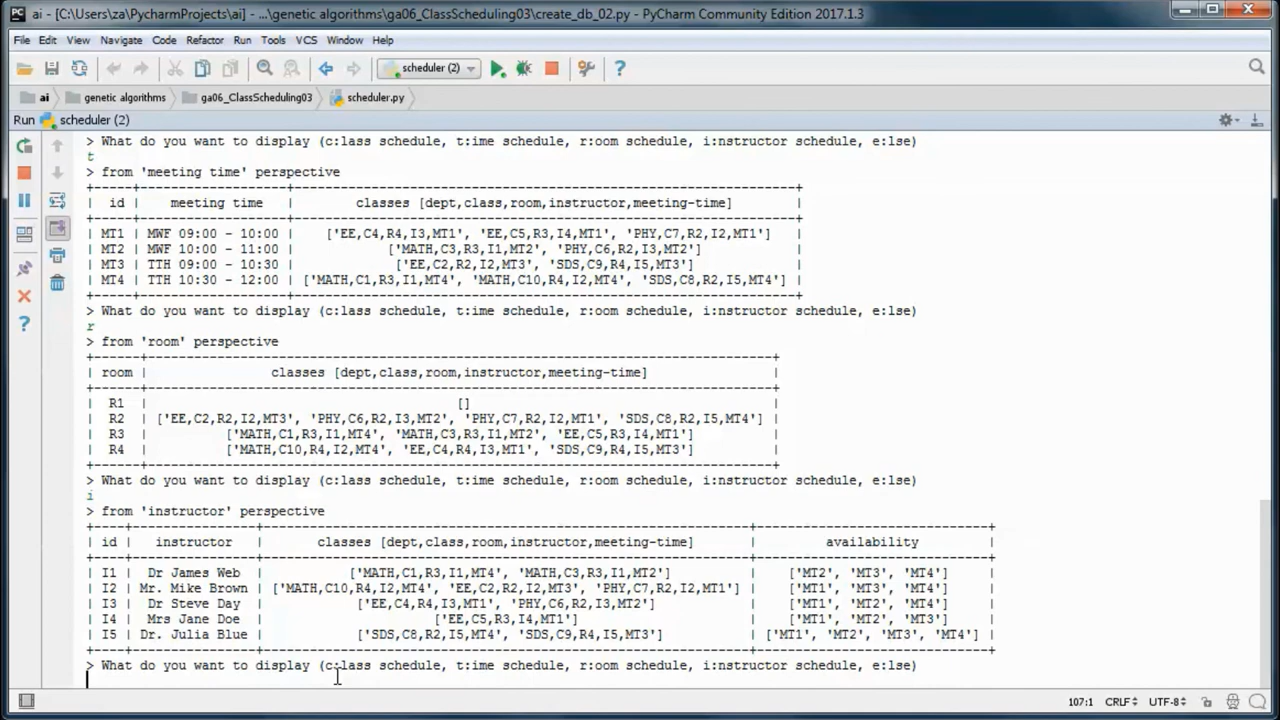 ai - [C:\Users\za\PycharmProjects\ai] - ...\genetic algorithms\ga06_ClassScheduling03\create_db_02.py - PyCharm Community Edition 2017.1.3
File Edit View Navigate Code Refactor Run Tools VCS Window Help
scheduler (2)
ai genetic algorithms ga06_ClassScheduling03 scheduler.py
Run scheduler (2)
> What do you want to display (c:lass schedule, t:ime schedule, r:oom schedule, i:nstructor schedule, e:lse)
t
> from 'meeting time' perspective
+-----+------------------+-----------------------------------------------------------------+
| id | meeting time | classes [dept,class,room,instructor,meeting-time] |
+-----+------------------+-----------------------------------------------------------------+
| MT1 | MWF 09:00 - 10:00 | ['EE,C4,R4,I3,MT1', 'EE,C5,R3,I4,MT1', 'PHY,C7,R2,I2,MT1'] |
| MT2 | MWF 10:00 - 11:00 | ['MATH,C3,R3,I1,MT2', 'PHY,C6,R2,I3,MT2'] |
| MT3 | TTH 09:00 - 10:30 | ['EE,C2,R2,I2,MT3', 'SDS,C9,R4,I5,MT3'] |
| MT4 | TTH 10:30 - 12:00 | ['MATH,C1,R3,I1,MT4', 'MATH,C10,R4,I2,MT4', 'SDS,C8,R2,I5,MT4'] |
+-----+------------------+-----------------------------------------------------------------+
> What do you want to display (c:lass schedule, t:ime schedule, r:oom schedule, i:nstructor schedule, e:lse)
r
> from 'room' perspective
+------+--------------------------------------------------------------------------------+
| room | classes [dept,class,room,instructor,meeting-time] |
+------+--------------------------------------------------------------------------------+
| R1 | [] |
| R2 | ['EE,C2,R2,I2,MT3', 'PHY,C6,R2,I3,MT2', 'PHY,C7,R2,I2,MT1', 'SDS,C8,R2,I5,MT4'] |
| R3 | ['MATH,C1,R3,I1,MT4', 'MATH,C3,R3,I1,MT2', 'EE,C5,R3,I4,MT1'] |
| R4 | ['MATH,C10,R4,I2,MT4', 'EE,C4,R4,I3,MT1', 'SDS,C9,R4,I5,MT3'] |
+------+--------------------------------------------------------------------------------+
> What do you want to display (c:lass schedule, t:ime schedule, r:oom schedule, i:nstructor schedule, e:lse)
i
> from 'instructor' perspective
+----+----------------+--------------------------------------------------------------+------------------------------+
| id | instructor | classes [dept,class,room,instructor,meeting-time] | availability |
+----+----------------+--------------------------------------------------------------+------------------------------+
| I1 | Dr James Web | ['MATH,C1,R3,I1,MT4', 'MATH,C3,R3,I1,MT2'] | ['MT2', 'MT3', 'MT4'] |
| I2 | Mr. Mike Brown | ['MATH,C10,R4,I2,MT4', 'EE,C2,R2,I2,MT3', 'PHY,C7,R2,I2,MT1'] | ['MT1', 'MT3', 'MT4'] |
| I3 | Dr Steve Day | ['EE,C4,R4,I3,MT1', 'PHY,C6,R2,I3,MT2'] | ['MT1', 'MT2', 'MT4'] |
| I4 | Mrs Jane Doe | ['EE,C5,R3,I4,MT1'] | ['MT1', 'MT2', 'MT4'] |
| I5 | Dr. Julia Blue | ['SDS,C8,R2,I5,MT4', 'SDS,C9,R4,I5,MT3'] | ['MT1', 'MT2', 'MT3', 'MT4'] |
+----+----------------+--------------------------------------------------------------+------------------------------+
> What do you want to display (c:lass schedule, t:ime schedule, r:oom schedule, i:nstructor schedule, e:lse)
107:1 CRLF UTF-8